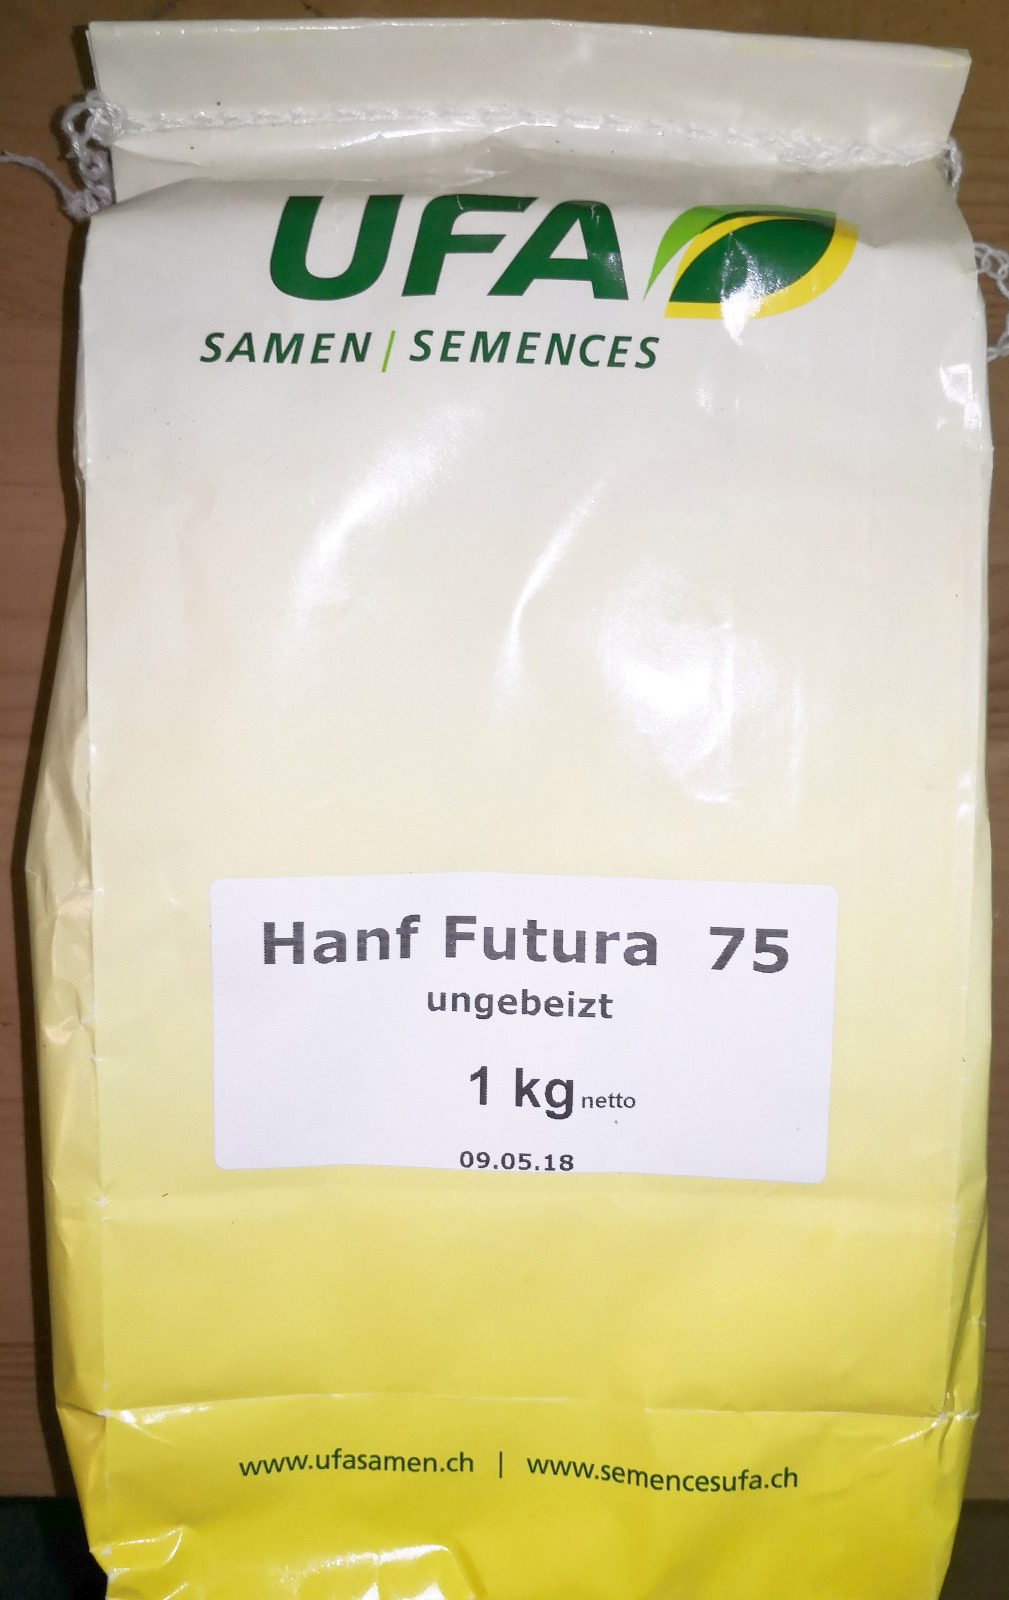 UFA
SAMEN | SEMENCES
Hanf Futura 75
ungebeizt
1 kg netto
09.05.18
www.ufasamen.ch | www.semencesufa.ch